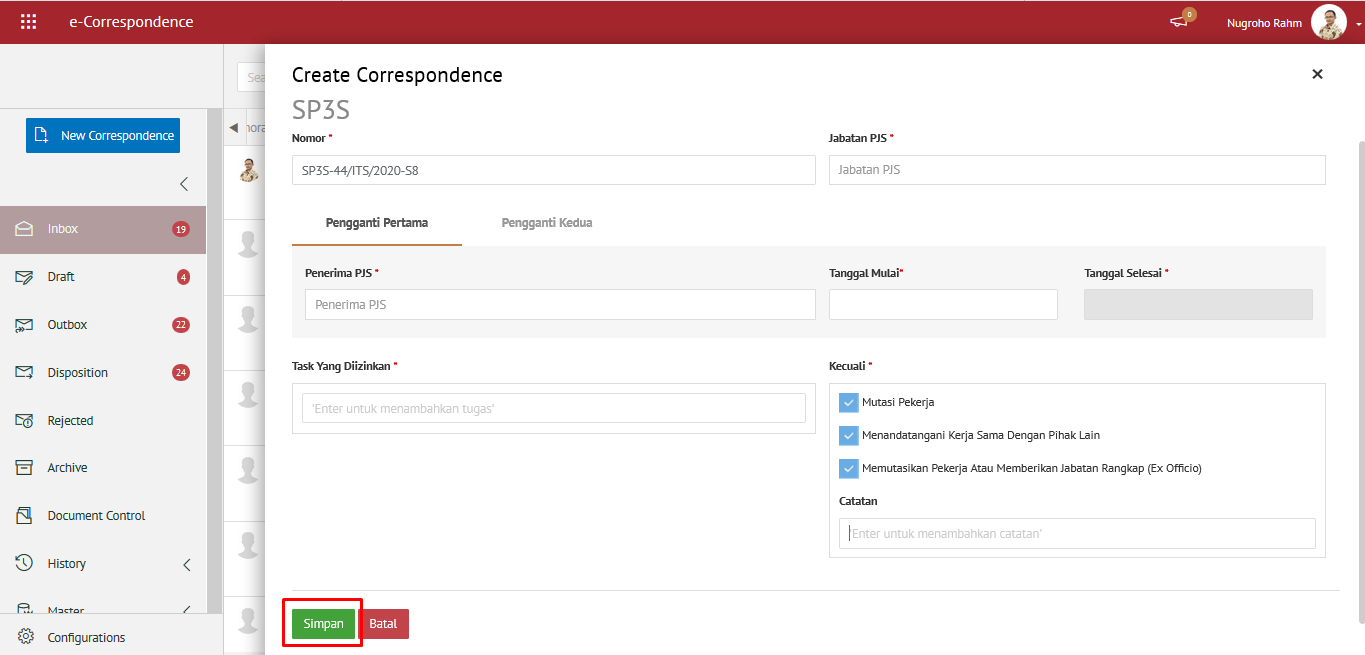 e-Correspondence
0
Nugroho Rahm
New Correspondence
Inbox 19
Draft 4
Outbox 22
Disposition 24
Rejected
Archive
Document Control
History
Master
Configurations
Sea
Create Correspondence
SP3S
Nomor *
SP3S-44/ITS/2020-S8
Jabatan PJS *
Jabatan PJS
Pengganti Pertama
Pengganti Kedua
Penerima PJS *
Penerima PJS
Tanggal Mulai*
Tanggal Selesai *
Task Yang Diizinkan *
'Enter untuk menambahkan tugas'
Kecuali *
Mutasi Pekerja
Menandatangani Kerja Sama Dengan Pihak Lain
Memutasikan Pekerja Atau Memberikan Jabatan Rangkap (Ex Officio)
Catatan
'Enter untuk menambahkan catatan'
Simpan
Batal